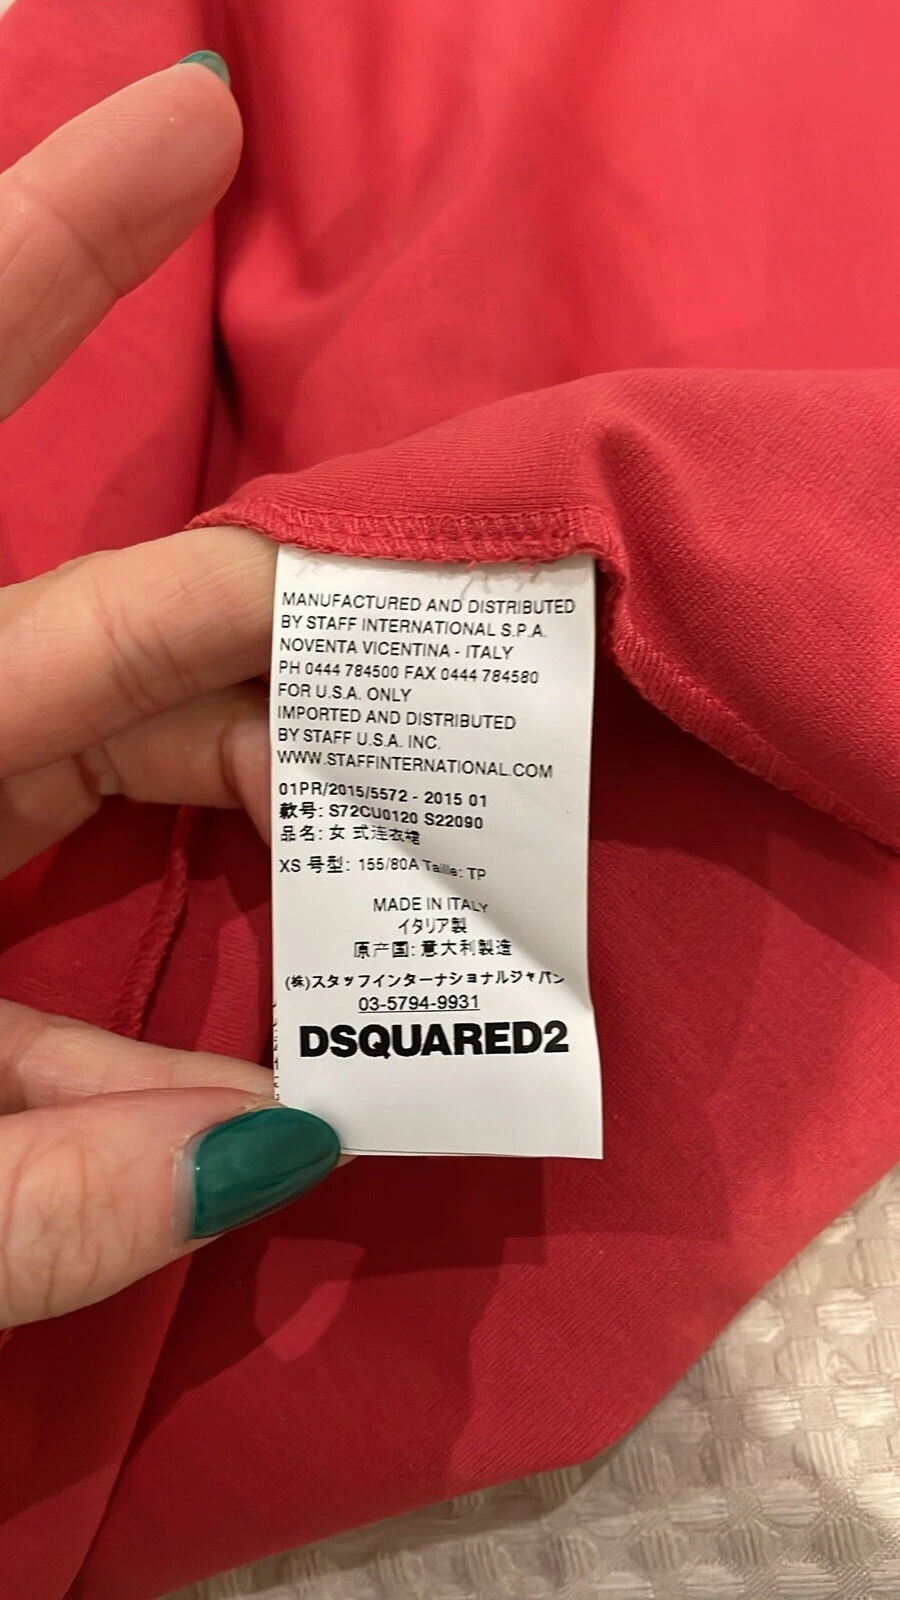 MANUFACTURED AND DISTRIBUTED
BY STAFF INTERNATIONAL S.P.A.
NOVENTA VICENTINA - ITALY
PH 0444 784500 FAX 0444 784580
FOR U.S.A. ONLY
IMPORTED AND DISTRIBUTED
BY STAFF U.S.A. INC.
WWW.STAFFINTERNATIONAL.COM
01PR/2015/5572 - 2015 01
款号: S72CU0120 S22090
品名: 女 式连衣裙
XS 号型: 155/80A Taille: TP
MADE IN ITALY
イタリア製
原产国: 意大利製造
(株)スタッフインターナショナルジャパン
03-5794-9931
DSQUARED2